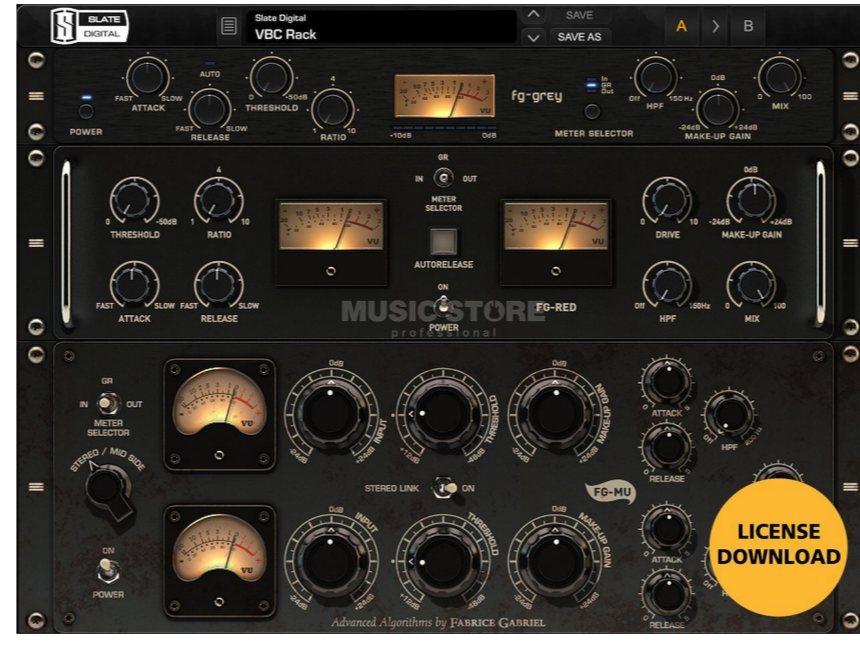 SLATE
DIGITAL
Slate Digital
VBC Rack
SAVE
SAVE AS
A
B
POWER
FAST
SLOW
ATTACK
AUTO
FAST
SLOW
RELEASE
0
-50dB
THRESHOLD
4
1
10
RATIO
VU
-10dB
0dB
fg-grey
In
GR
Out
METER SELECTOR
Off
150 Hz
HPF
0dB
-24dB
+24dB
MAKE-UP GAIN
0
100
MIX
0
-50dB
THRESHOLD
4
1
10
RATIO
FAST
SLOW
ATTACK
FAST
SLOW
RELEASE
VU
GR
IN
OUT
METER
SELECTOR
AUTORELEASE
ON
POWER
VU
FG-RED
0
10
DRIVE
0dB
-24dB
+24dB
MAKE-UP GAIN
Off
150Hz
HPF
0
100
MIX
MUSIC STORE
professional
GR
IN
OUT
METER
SELECTOR
STEREO / MID SIDE
ON
POWER
VU
0dB
-24dB
+24dB
INPUT
+12dB
-48dB
THRESHOLD
0dB
-24dB
+24dB
MAKE-UP GAIN
ATTACK
RELEASE
Off
HPF
STEREO LINK
ON
FG-MU
VU
0dB
-24dB
+24dB
INPUT
+12dB
-48dB
THRESHOLD
0dB
-24dB
+24dB
MAKE-UP GAIN
ATTACK
RELEASE
Off
LICENSE
DOWNLOAD
Advanced Algorithms by FABRICE GABRIEL